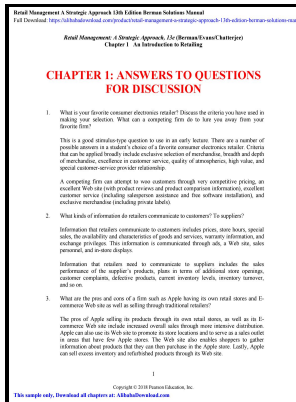 Retail Management A Strategic Approach 13th Edition Berman Solutions Manual
Full Download: https://alibabadownload.com/product/retail-management-a-strategic-approach-13th-edition-berman-solutions-man
Retail Management: A Strategic Approach, 13e (Berman/Evans/Chatterjee)
Chapter 1 An Introduction to Retailing
CHAPTER 1: ANSWERS TO QUESTIONS
FOR DISCUSSION
1. What is your favorite consumer electronics retailer? Discuss the criteria you have used in
making your selection. What can a competing firm do to lure you away from your
favorite firm?
This is a good stimulus-type question to use in an early lecture. There are a number of
possible answers in a student's choice of a favorite consumer electronics retailer. Criteria
that can be applied broadly include exclusive selection of merchandise, breadth and depth
of merchandise, excellence in customer service, quality of atmospheres, high value, and
special customer-service provider relationship.
A competing firm can attempt to woo customers through very competitive pricing, an
excellent Web site (with product reviews and product comparison information), excellent
customer service (including salesperson assistance and free software installation), and
exclusive merchandise (including private labels).
2. What kinds of information do retailers communicate to customers? To suppliers?
Information that retailers communicate to customers includes prices, store hours, special
sales, the availability and characteristics of goods and services, warranty information, and
exchange privileges. This information is communicated through ads, a Web site, sales
personnel, and in-store displays.
Information that retailers need to communicate to suppliers includes the sales
performance of the supplier's products, plans in terms of additional store openings,
customer complaints, defective products, current inventory levels, inventory turnover,
and so on.
3. What are the pros and cons of a firm such as Apple having its own retail stores and E-
commerce Web site as well as selling through traditional retailers?
The pros of Apple selling its products through its own retail stores, as well as its E-
commerce Web site include increased overall sales through more intensive distribution.
Apple can also use its Web site to promote its store locations and to serve as a sales outlet
in areas that have few Apple stores. The Web site also enables shoppers to gather
information about products that they can then purchase in the Apple store. Lastly, Apple
can sell excess inventory and refurbished products through its Web site.
1
Copyright © 2018 Pearson Education, Inc.
This sample only, Download all chapters at: AlibabaDownload.com